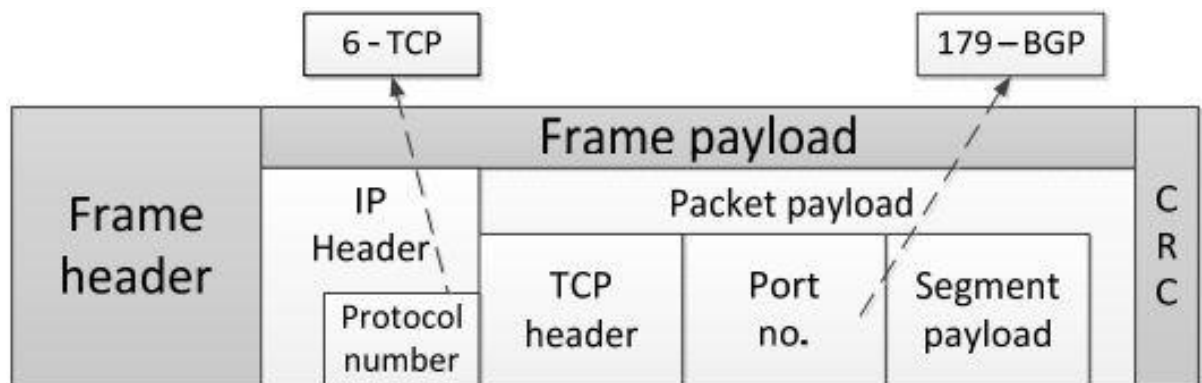 6-TCP
179-BGP
Frame payload
Frame
header
IP
Header
Protocol
number
Packet payload
TCP
header
Port
no.
Segment
payload
C
R
C